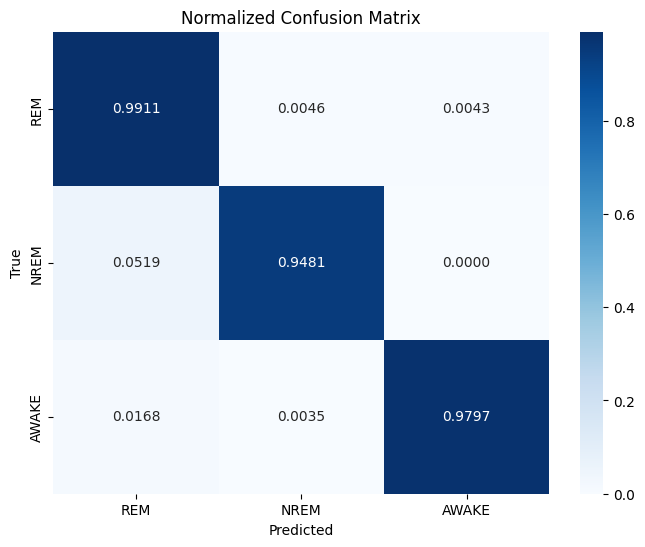 Normalized Confusion Matrix
REM
0.9911
0.0046
0.0043
True
NREM
0.0519
0.9481
0.0000
AWAKE
0.0168
0.0035
0.9797
REM
NREM
AWAKE
Predicted
0.8
0.6
0.4
0.2
0.0